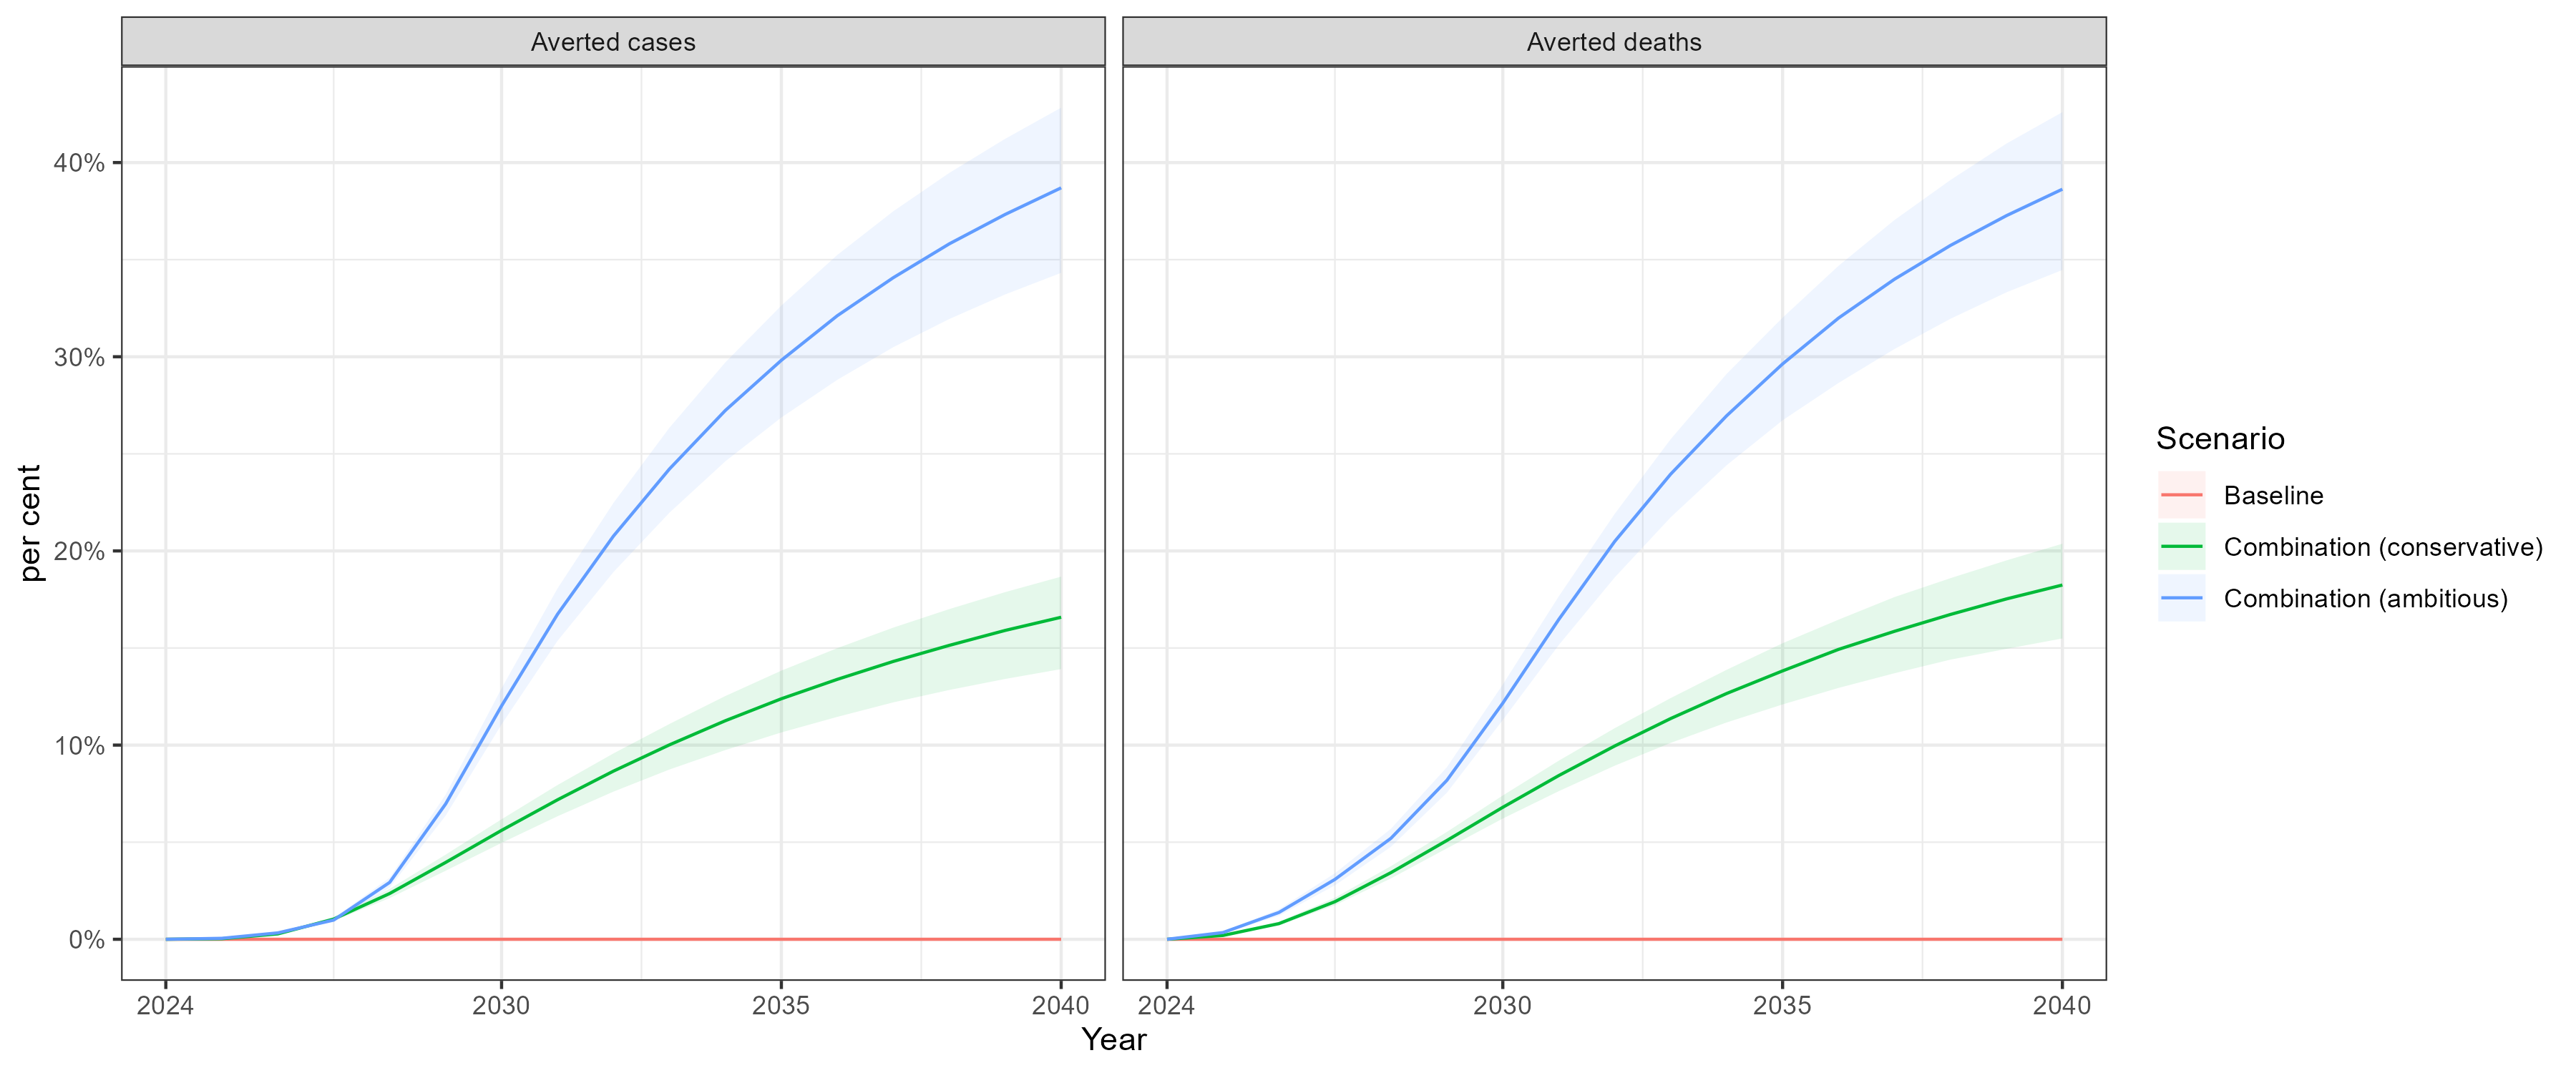 Averted cases
Averted deaths
per cent
40%
30%
20%
10%
0%
2024
2030
2035
2040
2024
2030
2035
2040
Year
Scenario
Baseline
Combination (conservative)
Combination (ambitious)